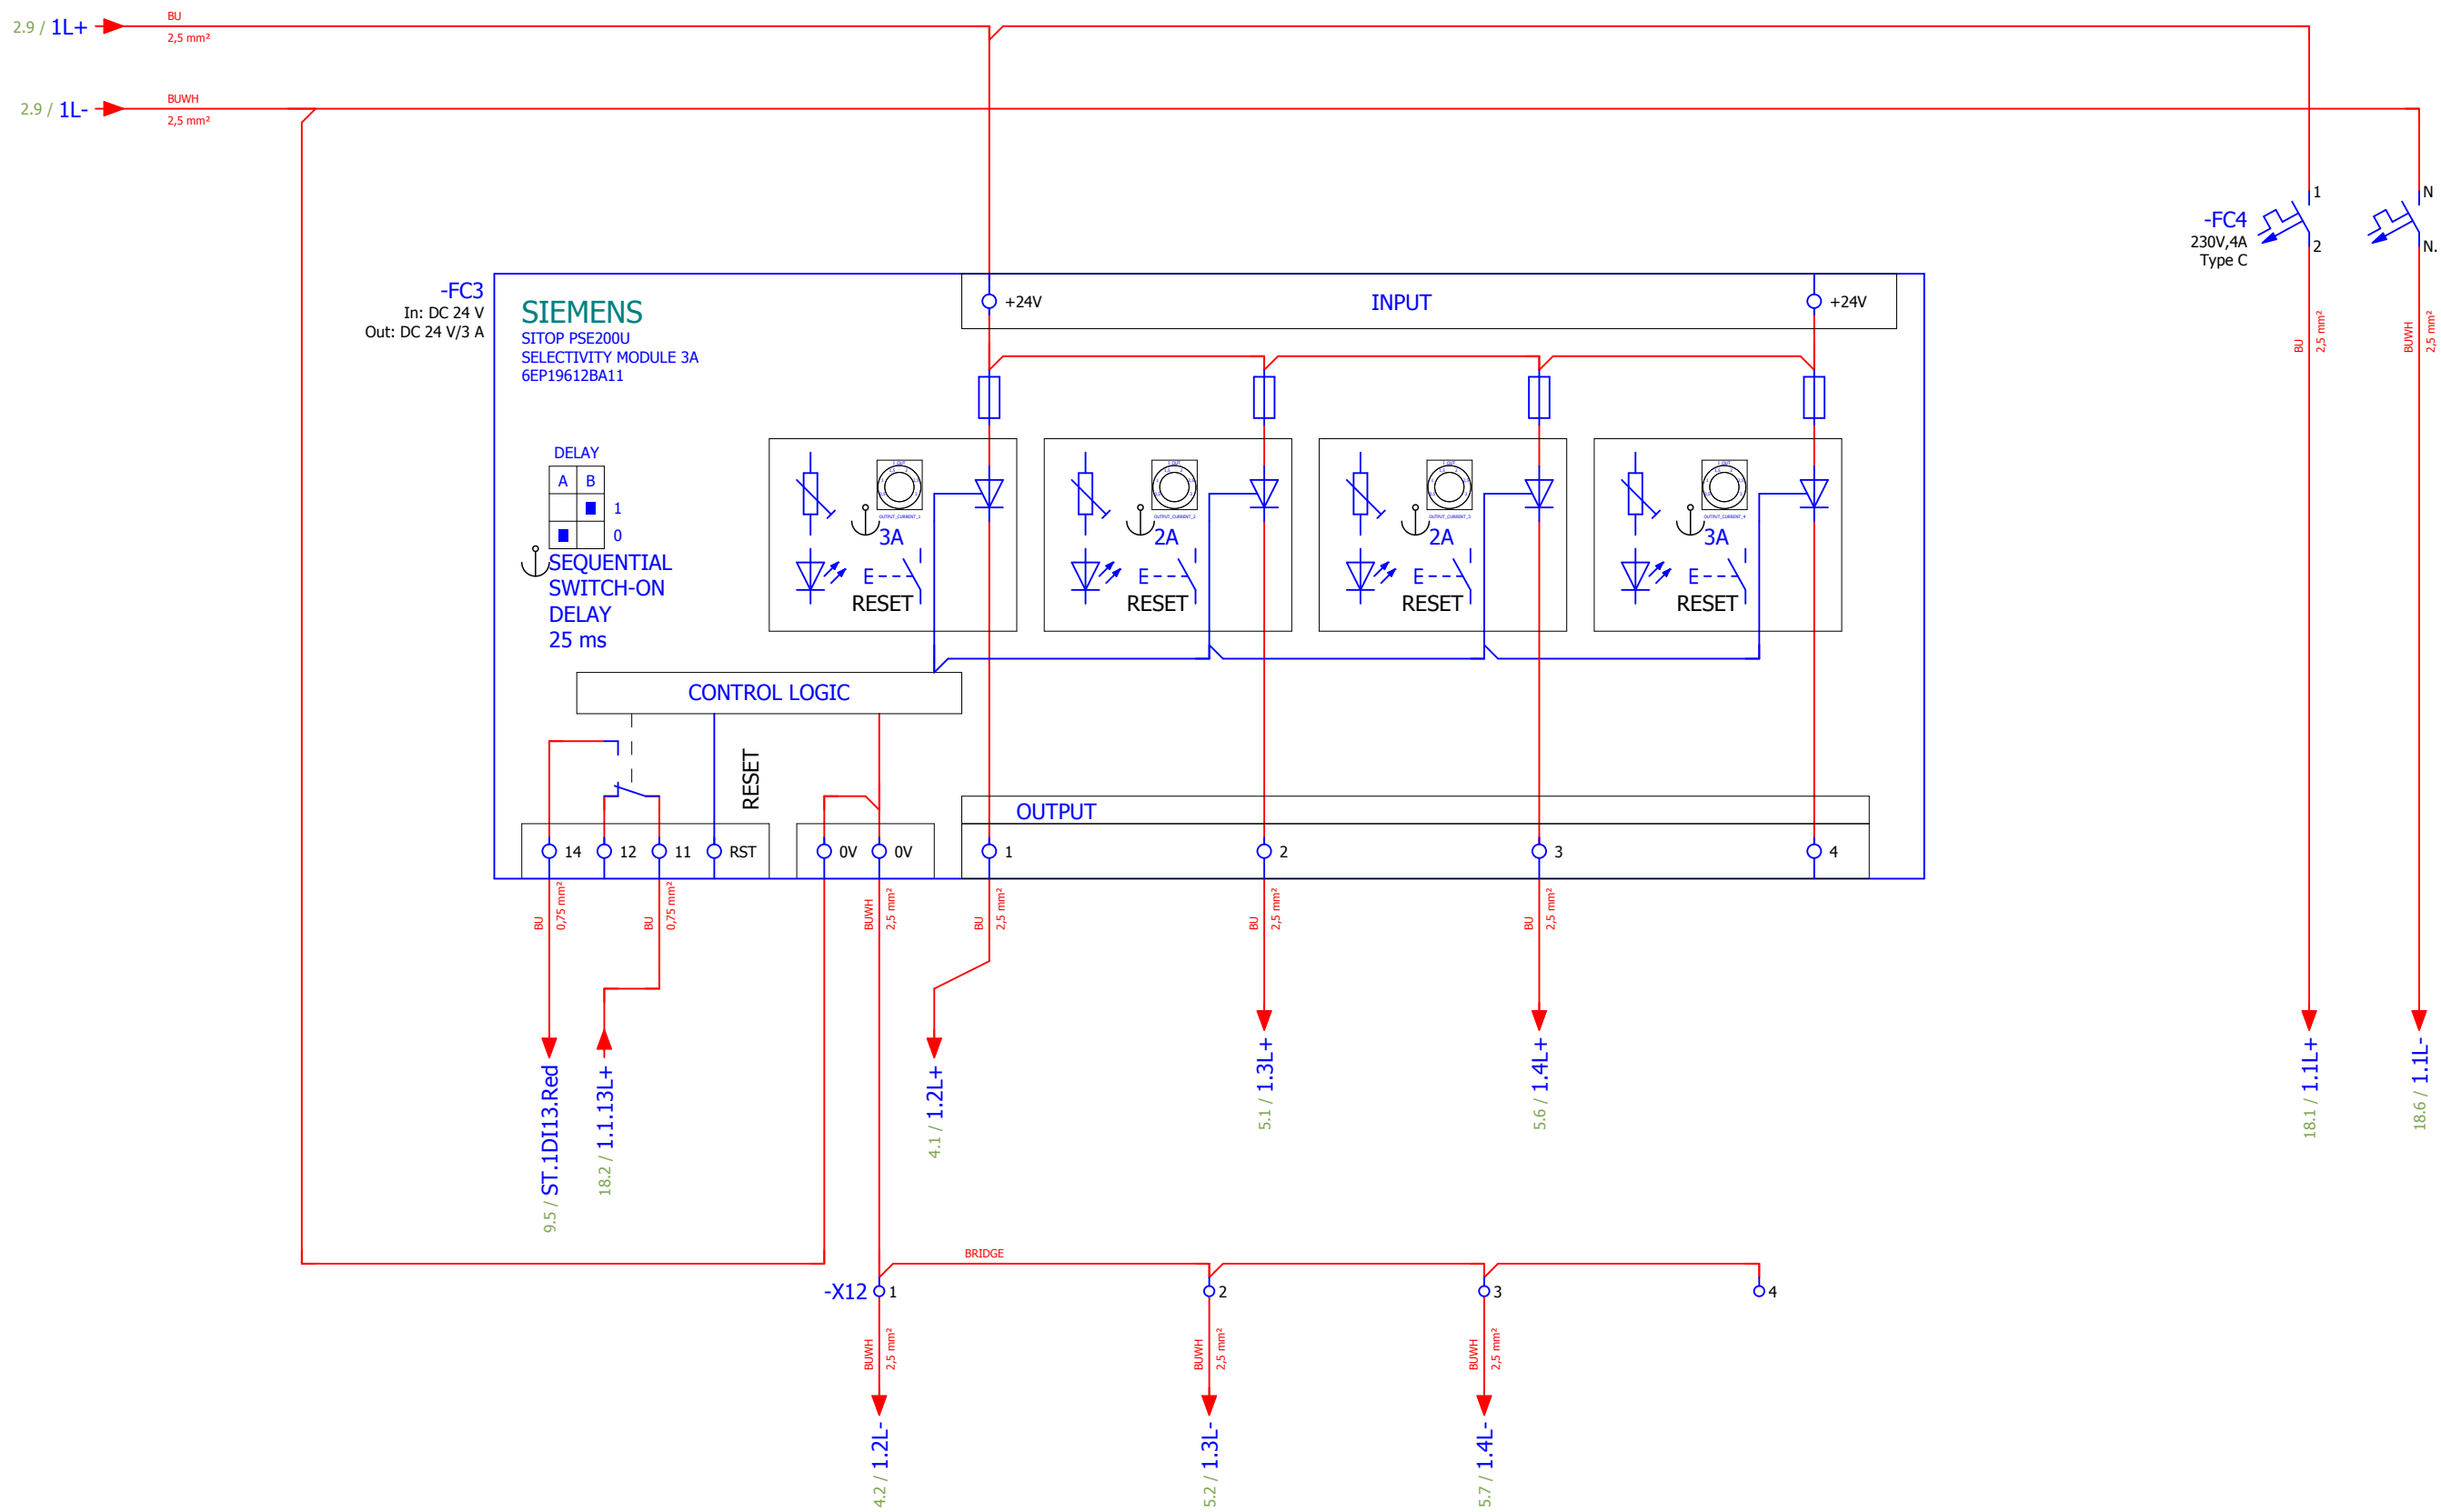 2.9 / 1L+
BU
2,5 mm²
2.9 / 1L-
BUWH
2,5 mm²
-FC4
230V,4A
Type C
1
2
N
N.
BU
2,5 mm²
BUWH
2,5 mm²
-FC3
In: DC 24 V
Out: DC 24 V/3 A
SIEMENS
SITOP PSE200U
SELECTIVITY MODULE 3A
6EP19612BA11
+24V
INPUT
+24V
DELAY
A B
1
0
SEQUENTIAL
SWITCH-ON
DELAY
25 ms
OUTPUT_CURRENT_1
3A
E
RESET
OUTPUT_CURRENT_2
2A
E
RESET
OUTPUT_CURRENT_3
2A
E
RESET
OUTPUT_CURRENT_4
3A
E
RESET
CONTROL LOGIC
RESET
OUTPUT
14
12
11
RST
0V
0V
1
2
3
4
BU
0,75 mm²
BU
0,75 mm²
BUWH
2,5 mm²
BU
2,5 mm²
BU
2,5 mm²
BU
2,5 mm²
9.5 / ST.1DI13.Red
18.2 / 1.1.13L+
4.1 / 1.2L+
5.1 / 1.3L+
5.6 / 1.4L+
18.1 / 1.1L+
18.6 / 1.1L-
BRIDGE
-X12
1
2
3
4
BUWH
2,5 mm²
BUWH
2,5 mm²
BUWH
2,5 mm²
4.2 / 1.2L-
5.2 / 1.3L-
5.7 / 1.4L-